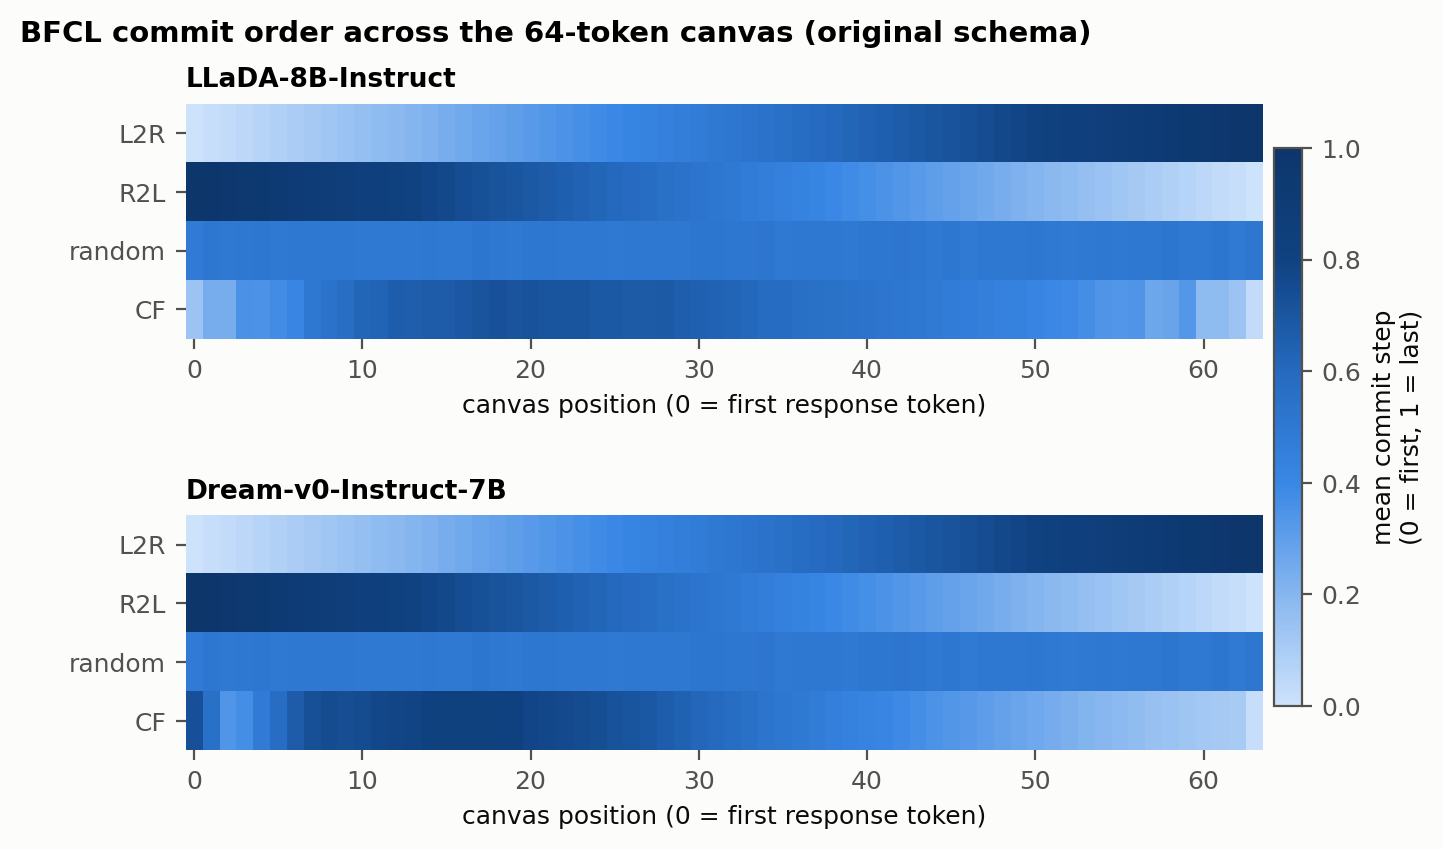 BFCL commit order across the 64-token canvas (original schema)
LLaDA-8B-Instruct
L2R
R2L
random
CF
0 10 20 30 40 50 60
canvas position (0 = first response token)
Dream-v0-Instruct-7B
L2R
R2L
random
CF
0 10 20 30 40 50 60
canvas position (0 = first response token)
1.0
0.8
0.6
0.4
0.2
0.0
mean commit step
(0 = first, 1 = last)